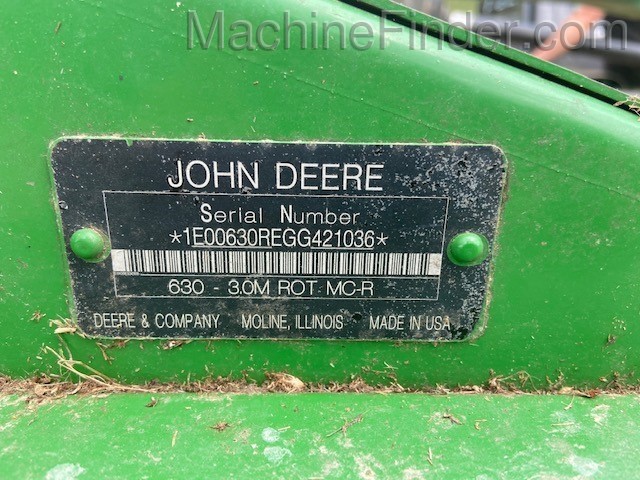 MachineFinder.com
JOHN DEERE
Serial Number
*1E00630REGG421036*
630 - 3.0M ROT MC-R
DEERE & COMPANY MOLINE, ILLINOIS MADE IN USA